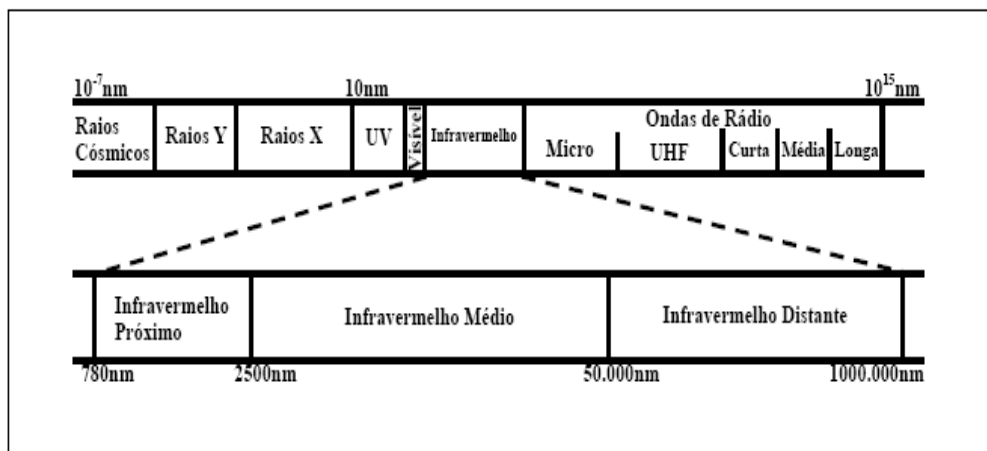 10⁻⁷nm 10nm 10¹⁵nm
Raios Cósmicos Raios Y Raios X UV Visível Infravermelho Ondas de Rádio
Micro UHF Curta Média Longa
Infravermelho Próximo Infravermelho Médio Infravermelho Distante
780nm 2500nm 50.000nm 1000.000nm